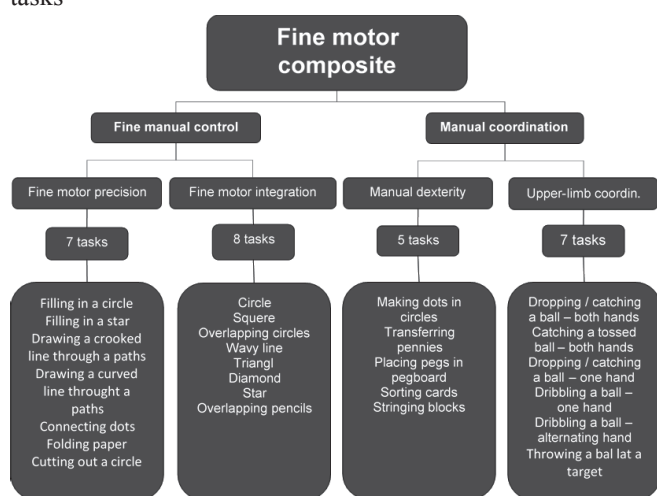 tasks
Fine motor
composite
Fine manual control
Manual coordination
Fine motor precision
Fine motor integration
Manual dexterity
Upper-limb coordin.
7 tasks
8 tasks
5 tasks
7 tasks
Filling in a circle
Filling in a star
Drawing a crooked
line through a paths
Drawing a curved
line throught a
paths
Connecting dots
Folding paper
Cutting out a circle
Circle
Squere
Overlapping circles
Wavy line
Triangl
Diamond
Star
Overlapping pencils
Making dots in
circles
Transferring
pennies
Placing pegs in
pegboard
Sorting cards
Stringing blocks
Dropping / catching
a ball – both hands
Catching a tossed
ball – both hands
Dropping / catching
a ball – one hand
Dribbling a ball –
one hand
Dribbling a ball –
alternating hand
Throwing a bal lat a
target